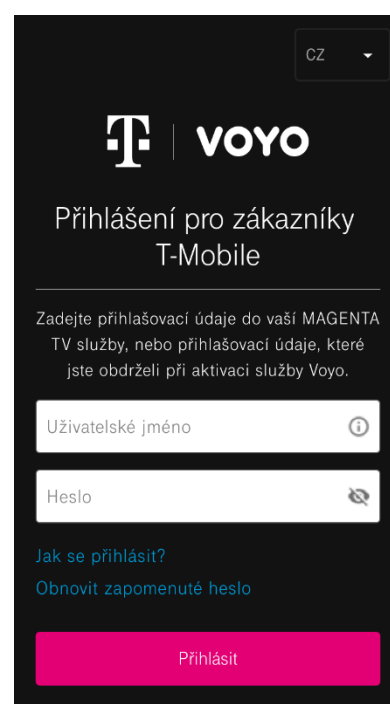 CZ
T VOYO
Přihlášení pro zákazníky
T-Mobile
Zadejte přihlašovací údaje do vaší MAGENTA
TV služby, nebo přihlašovací údaje, které
jste obdrželi při aktivaci služby Voyo.
Uživatelské jméno
Heslo
Jak se přihlásit?
Obnovit zapomenuté heslo
Přihlásit